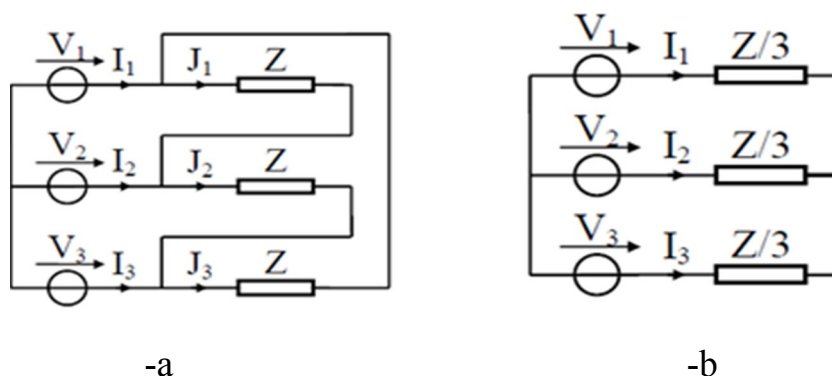 V₁ I₁ J₁ Z
V₂ I₂ J₂ Z
V₃ I₃ J₃ Z
-a
V₁ I₁ Z/3
V₂ I₂ Z/3
V₃ I₃ Z/3
-b